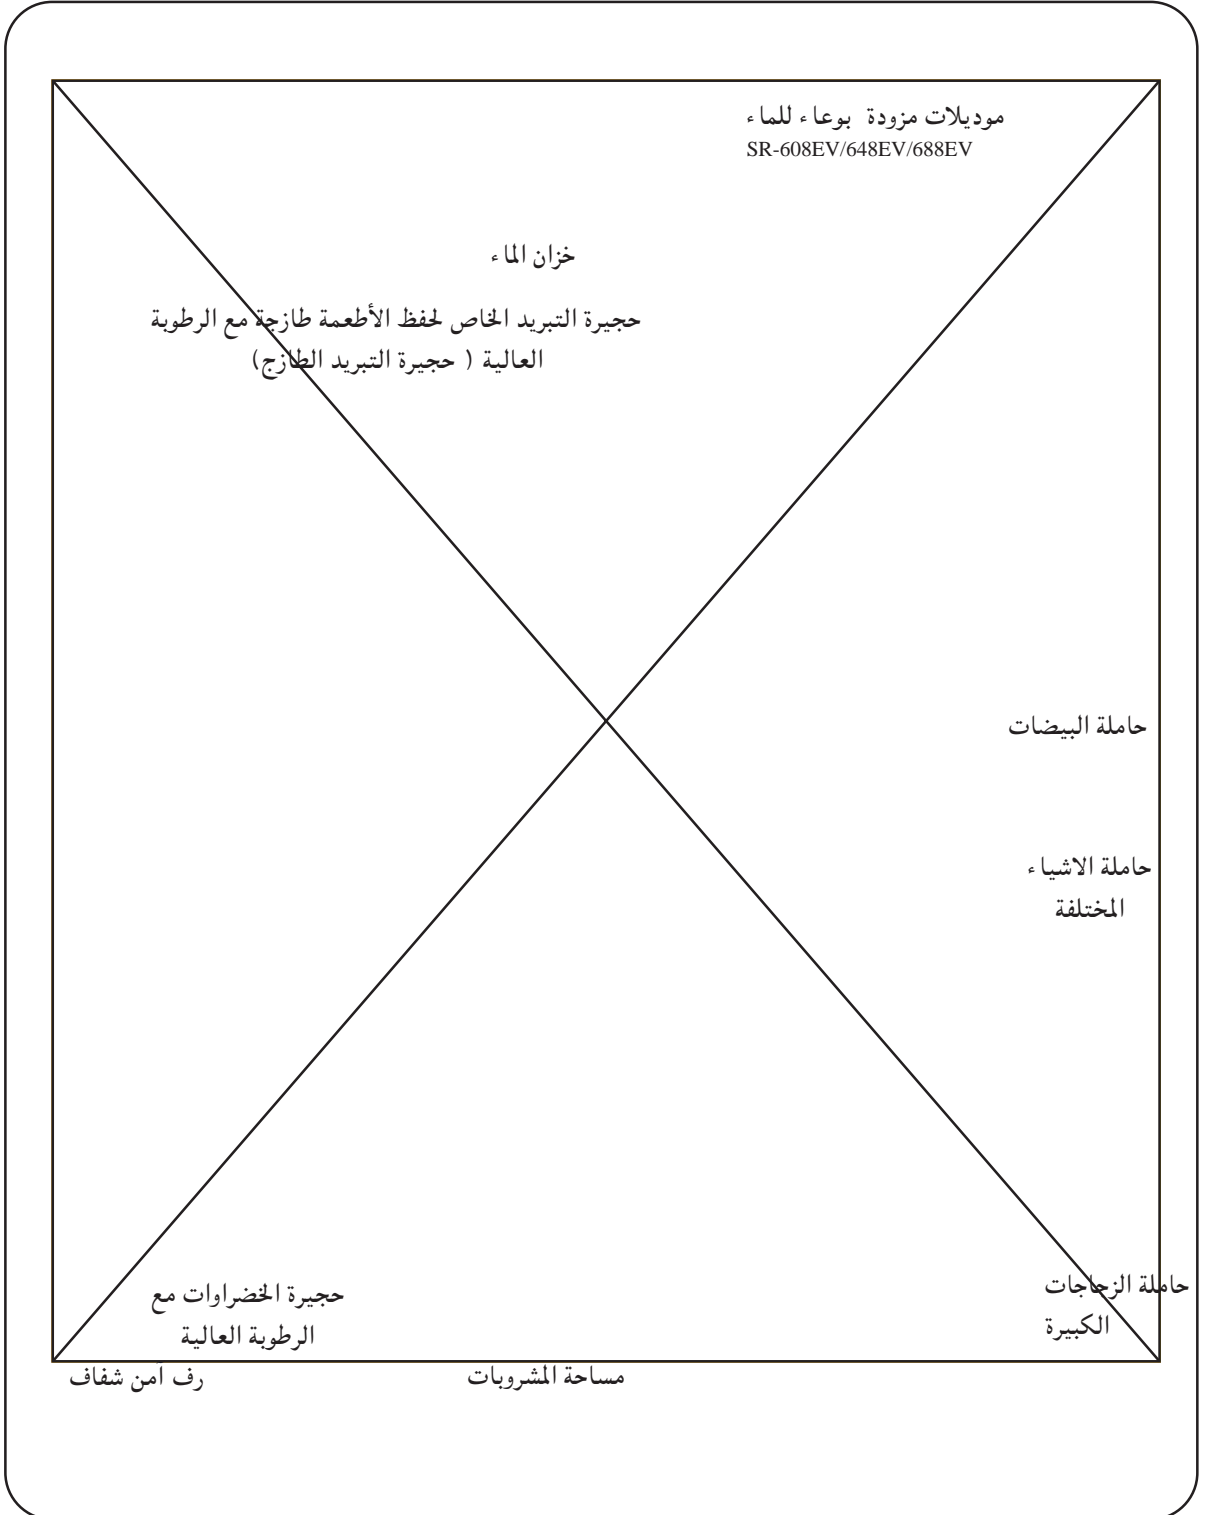 موديلات مزودة بوعاء للماء
SR-608EV/648EV/688EV
خزان الماء
حجيرة التبريد الخاص لحفظ الأطعمة طازجة مع الرطوبة
العالية ( حجيرة التبريد الطازج)
حاملة البيضات
حاملة الاشياء
المختلفة
حاملة الزجاجات
الكبيرة
حجيرة الخضراوات مع
الرطوبة العالية
مساحة المشروبات
رف آمن شفاف